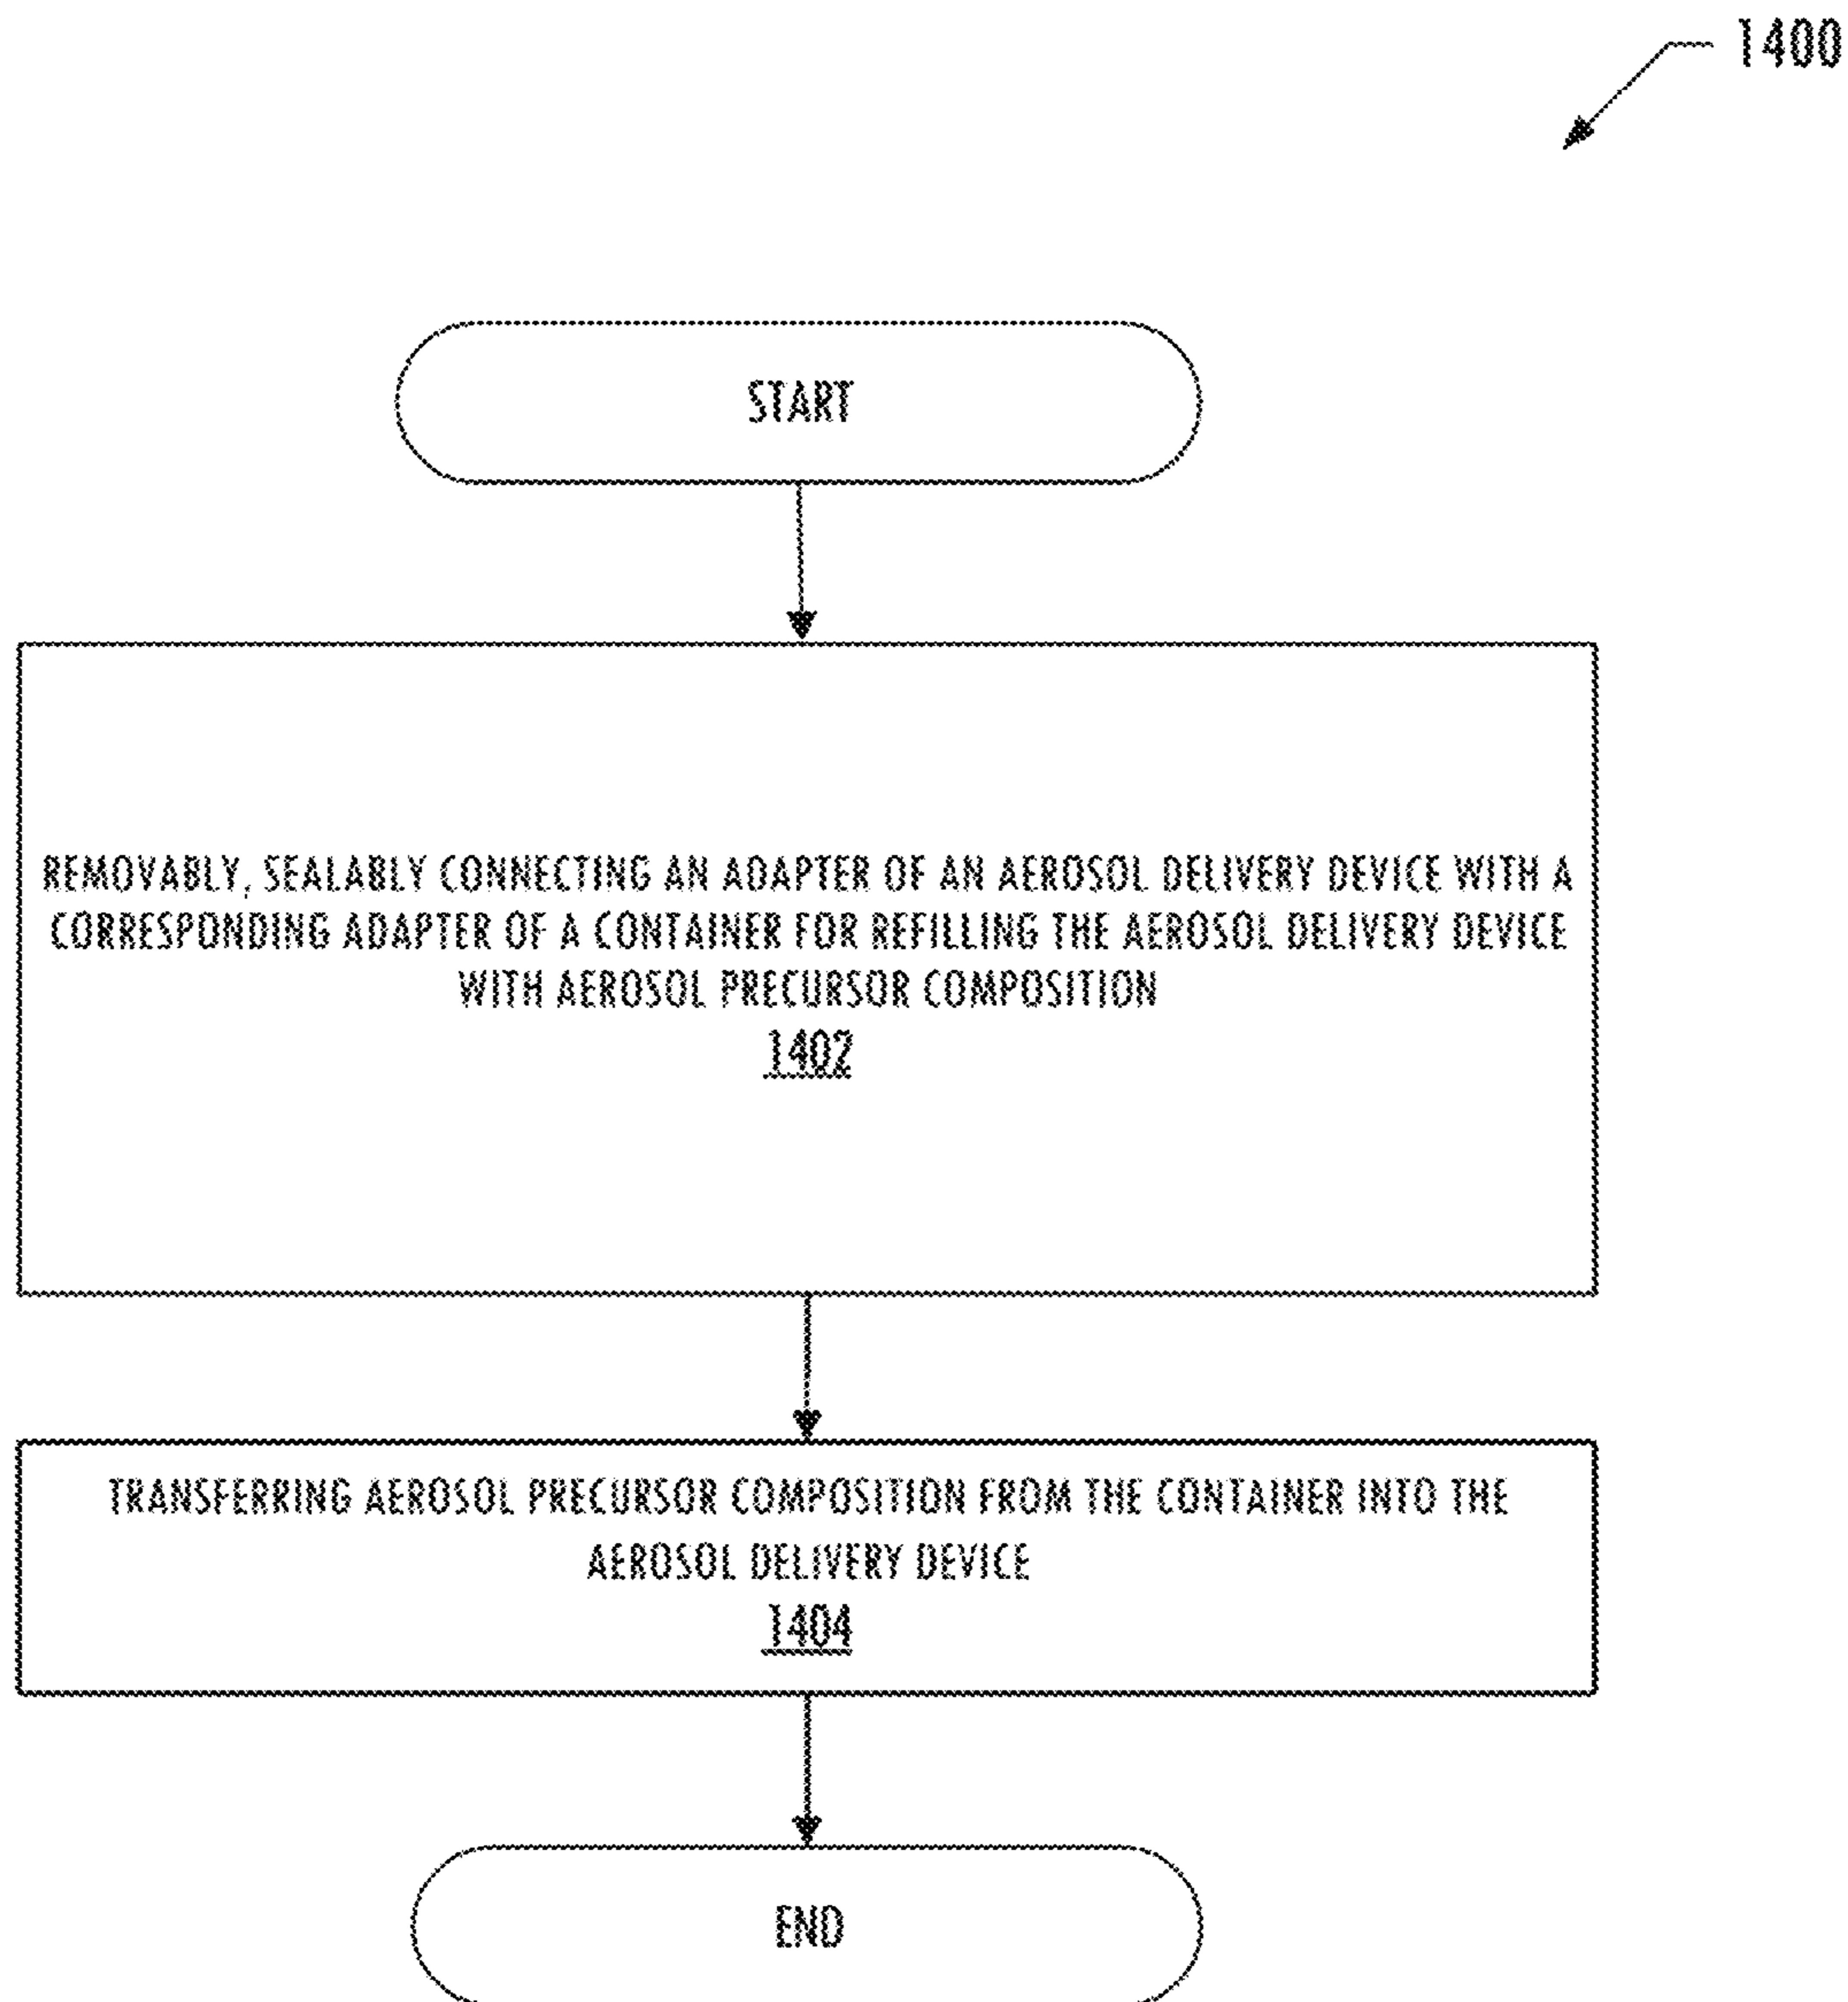 1400
START
REMOVABLY, SEALABLY CONNECTING AN ADAPTER OF AN AEROSOL DELIVERY DEVICE WITH A
CORRESPONDING ADAPTER OF A CONTAINER FOR REFILLING THE AEROSOL DELIVERY DEVICE
WITH AEROSOL PRECURSOR COMPOSITION
1402
TRANSFERRING AEROSOL PRECURSOR COMPOSITION FROM THE CONTAINER INTO THE
AEROSOL DELIVERY DEVICE
1404
END